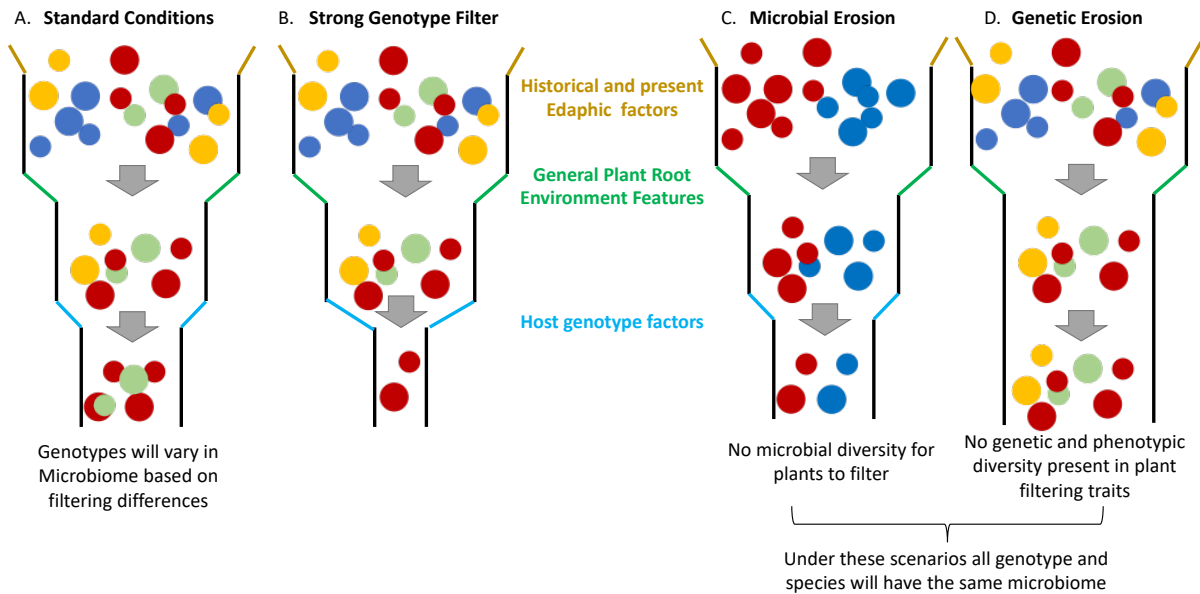 A. Standard Conditions
B. Strong Genotype Filter
C. Microbial Erosion
D. Genetic Erosion
Historical and present
Edaphic factors
General Plant Root
Environment Features
Host genotype factors
Genotypes will vary in
Microbiome based on
filtering differences
No microbial diversity for
plants to filter
No genetic and phenotypic
diversity present in plant
filtering traits
Under these scenarios all genotype and
species will have the same microbiome